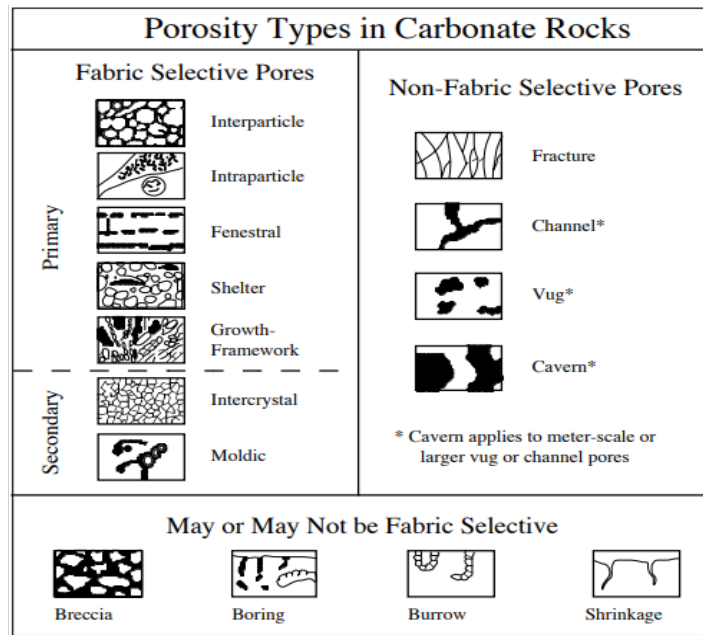 Porosity Types in Carbonate Rocks
Fabric Selective Pores
Primary
Interparticle
Intraparticle
Fenestral
Shelter
Growth-
Framework
Secondary
Intercrystal
Moldic
Non-Fabric Selective Pores
Fracture
Channel*
Vug*
Cavern*
* Cavern applies to meter-scale or
larger vug or channel pores
May or May Not be Fabric Selective
Breccia
Boring
Burrow
Shrinkage